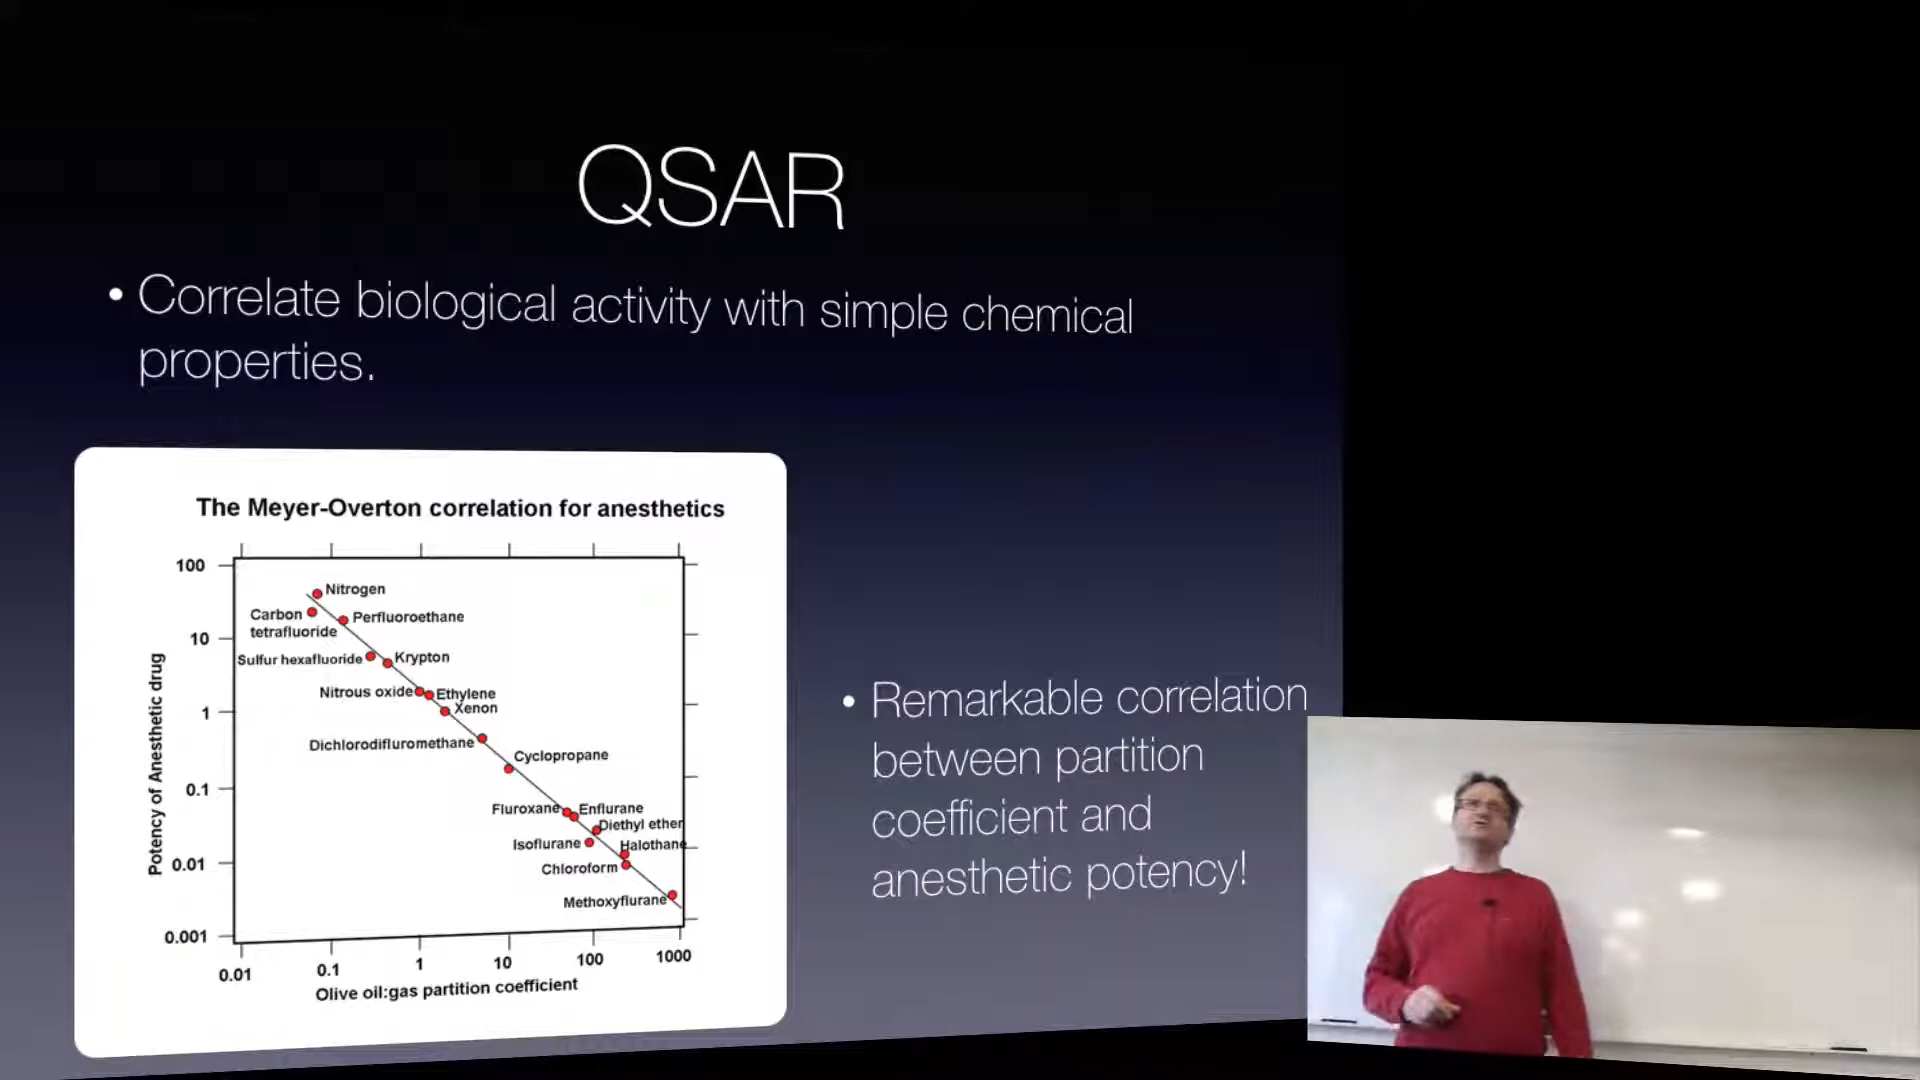 QSAR
• Correlate biological activity with simple chemical
properties.
The Meyer-Overton correlation for anesthetics
Potency of Anesthetic drug
100
10
1
0.1
0.01
0.001
Nitrogen
Carbon
tetrafluoride
Perfluoroethane
Sulfur hexafluoride
Krypton
Nitrous oxide
Ethylene
Xenon
Dichlorodifluromethane
Cyclopropane
Fluroxane
Enflurane
Diethyl ether
Isoflurane
Halothane
Chloroform
Methoxyflurane
0.01
0.1
1
10
100
1000
Olive oil:gas partition coefficient
• Remarkable correlation
between partition
coefficient and
anesthetic potency!